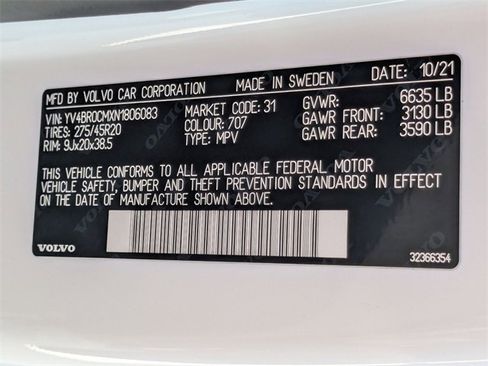 MFD BY VOLVO CAR CORPORATION MADE IN SWEDEN DATE: 10/21
VIN: YV4BR0CMXN1806083 MARKET CODE: 31 GVWR: 6635 LB
TIRES: 275/45R20 COLOUR: 707 GAWR FRONT: 3130 LB
RIM: 9Jx20x38.5 TYPE: MPV GAWR REAR: 3590 LB
THIS VEHICLE CONFORMS TO ALL APPLICABLE FEDERAL MOTOR
VEHICLE SAFETY, BUMPER AND THEFT PREVENTION STANDARDS IN EFFECT
ON THE DATE OF MANUFACTURE SHOWN ABOVE.
VOLVO 32366354